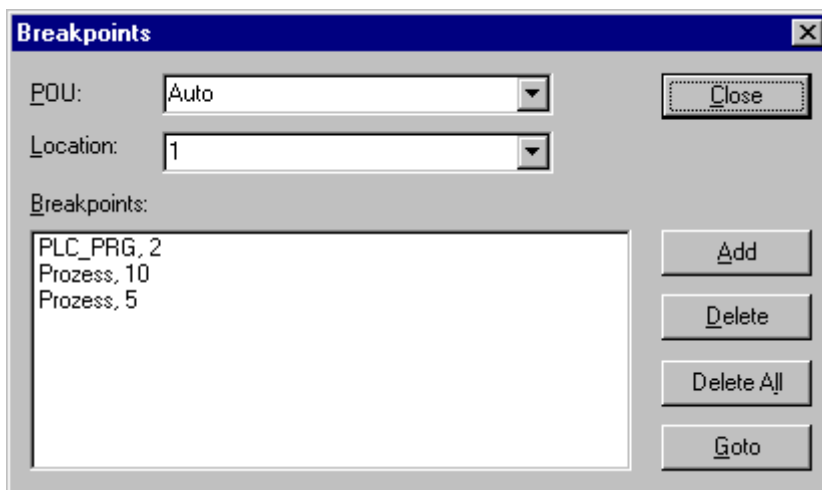 Breakpoints
POU: Auto Close
Location: 1
Breakpoints:
PLC_PRG, 2
Prozess, 10
Prozess, 5
Add
Delete
Delete All
Goto